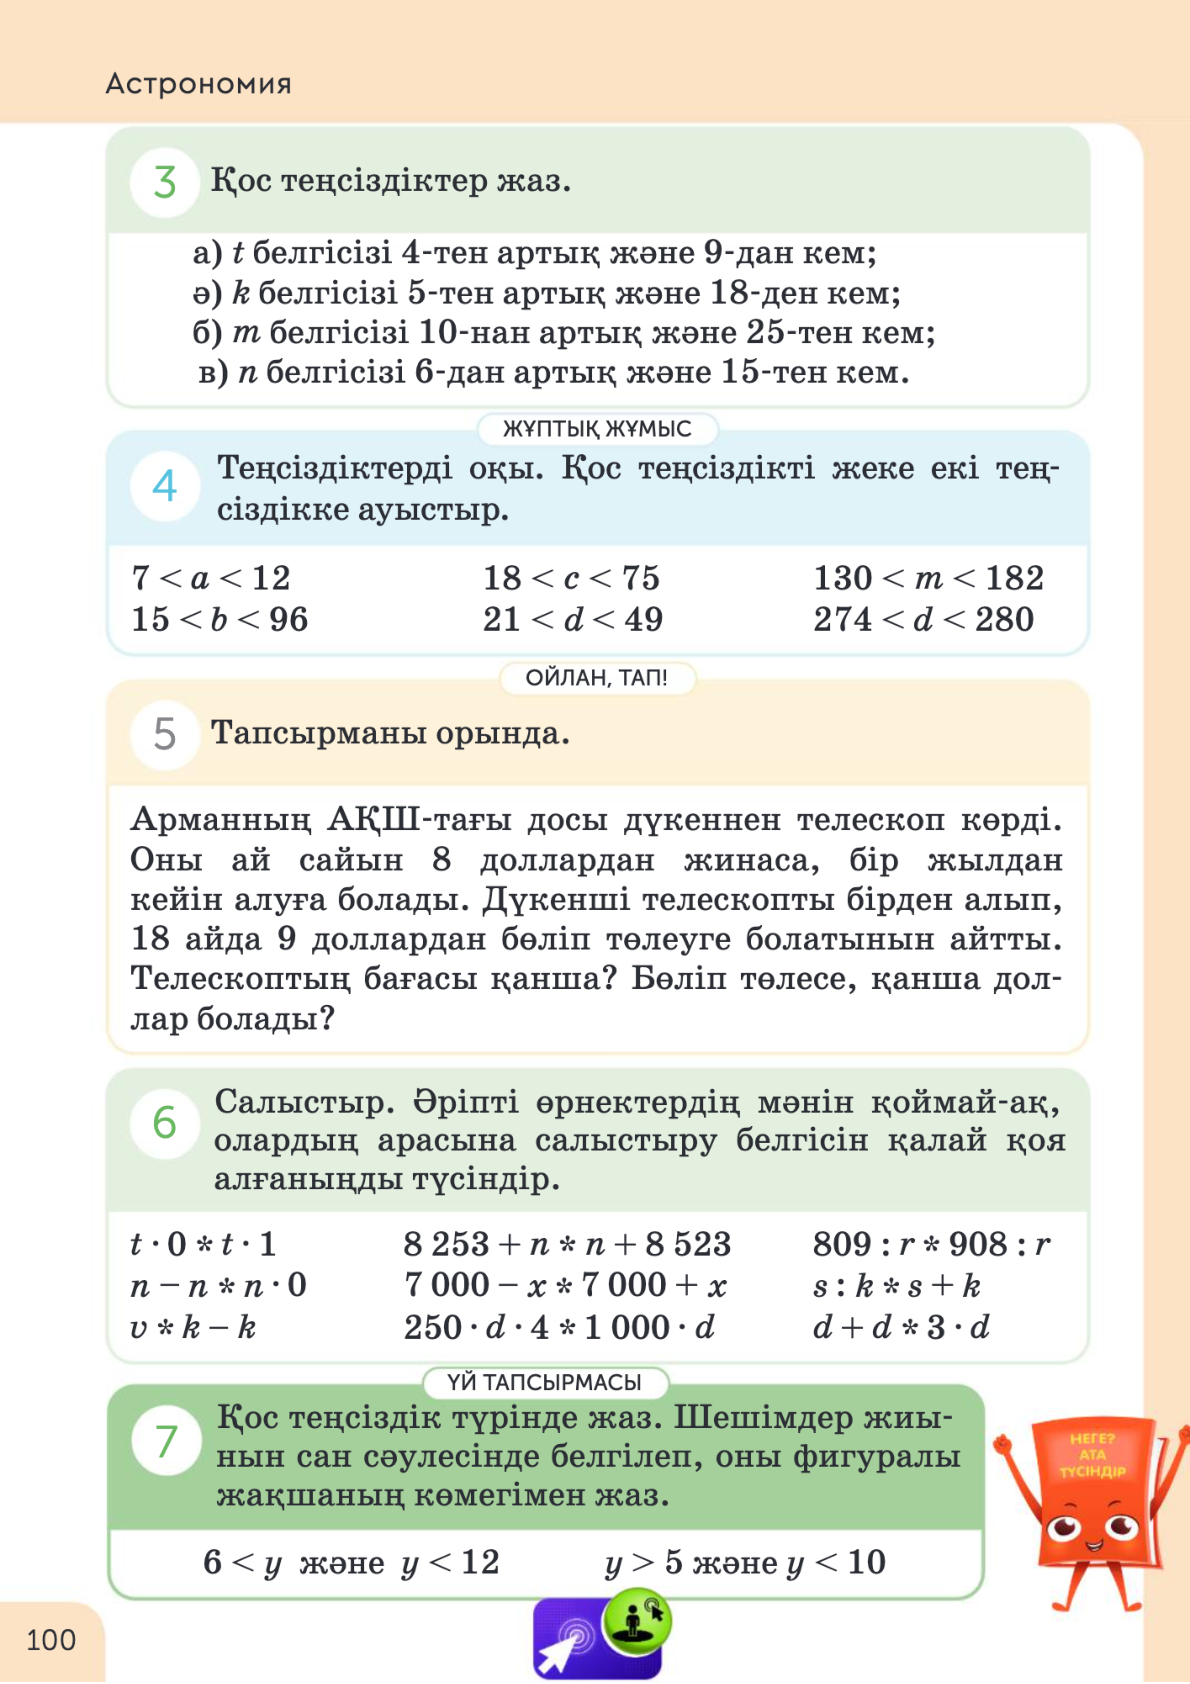 Астрономия
3 Қос теңсіздіктер жаз.
а) t белгісізі 4-тен артық және 9-дан кем;
ә) k белгісізі 5-тен артық және 18-ден кем;
б) m белгісізі 10-нан артық және 25-тен кем;
в) n белгісізі 6-дан артық және 15-тен кем.
ЖҰПТЫҚ ЖҰМЫС
4 Теңсіздіктерді оқы. Қос теңсіздікті жеке екі тең-
сіздікке ауыстыр.
7 < a < 12 18 < c < 75 130 < m < 182
15 < b < 96 21 < d < 49 274 < d < 280
ОЙЛАН, ТАП!
5 Тапсырманы орында.
Арманның АҚШ-тағы досы дүкеннен телескоп көрді.
Оны ай сайын 8 доллардан жинаса, бір жылдан
кейін алуға болады. Дүкенші телескопты бірден алып,
18 айда 9 доллардан бөліп төлеуге болатынын айтты.
Телескоптың бағасы қанша? Бөліп төлесе, қанша дол-
лар болады?
6 Салыстыр. Әріпті өрнектердің мәнін қоймай-ақ,
олардың арасына салыстыру белгісін қалай қоя
алғаныңды түсіндір.
t · 0 * t · 1 8 253 + n * n + 8 523 809 : r * 908 : r
n – n * n · 0 7 000 – x * 7 000 + x s : k * s + k
v * k – k 250 · d · 4 * 1 000 · d d + d * 3 · d
ҮЙ ТАПСЫРМАСЫ
7 Қос теңсіздік түрінде жаз. Шешімдер жиы-
нын сан сәулесінде белгілеп, оны фигуралы
жақшаның көмегімен жаз.
НЕГЕ?
АТА
ТҮСІНДІР
6 < y және y < 12 y > 5 және y < 10
100